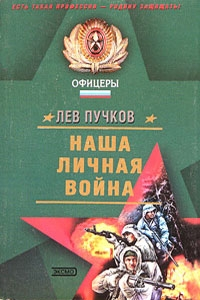 ЕСТЬ ТАКАЯ ПРОФЕССИЯ — РОДИНУ ЗАЩИЩАТЬ!
ОФИЦЕРЫ
ЛЕВ ПУЧКОВ
НАША
ЛИЧНАЯ
ВОЙНА
ЭКСМО